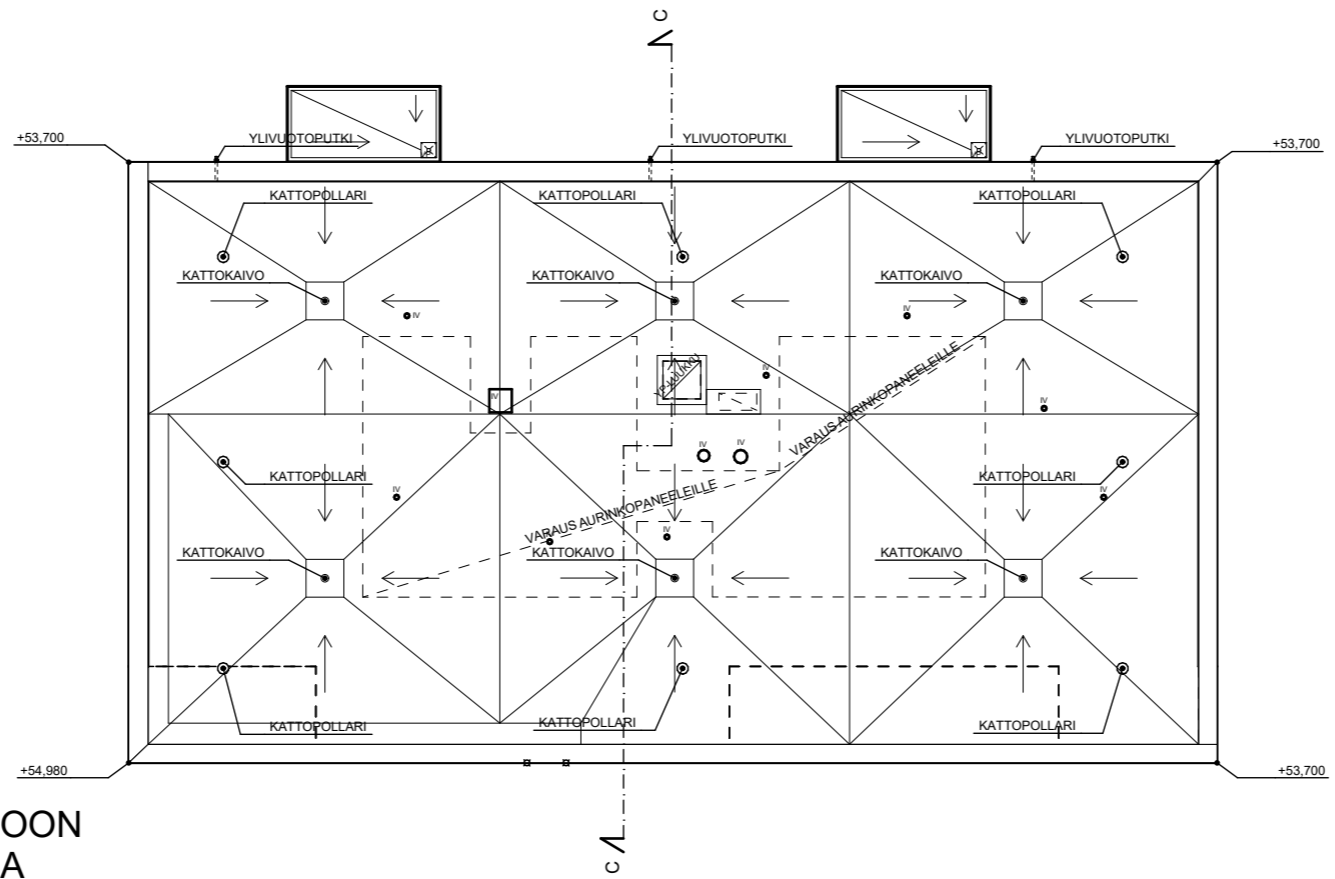 C
+53,700
YLIVUOTOPUTKI
YLIVUOTOPUTKI
YLIVUOTOPUTKI
+53,700
KATTOPOLLARI
KATTOPOLLARI
KATTOPOLLARI
KATTOKAIVO
KATTOKAIVO
KATTOKAIVO
IV
IV
IV
IV
IV
VARAUS AURINKOPANEELEILLE
IV
IV
KATTOPOLLARI
KATTOPOLLARI
IV
IV
VARAUS AURINKOPANEELEILLE
IV
IV
KATTOKAIVO
KATTOKAIVO
KATTOKAIVO
KATTOPOLLARI
KATTOPOLLARI
KATTOPOLLARI
+54,980
+53,700
OON
A
C